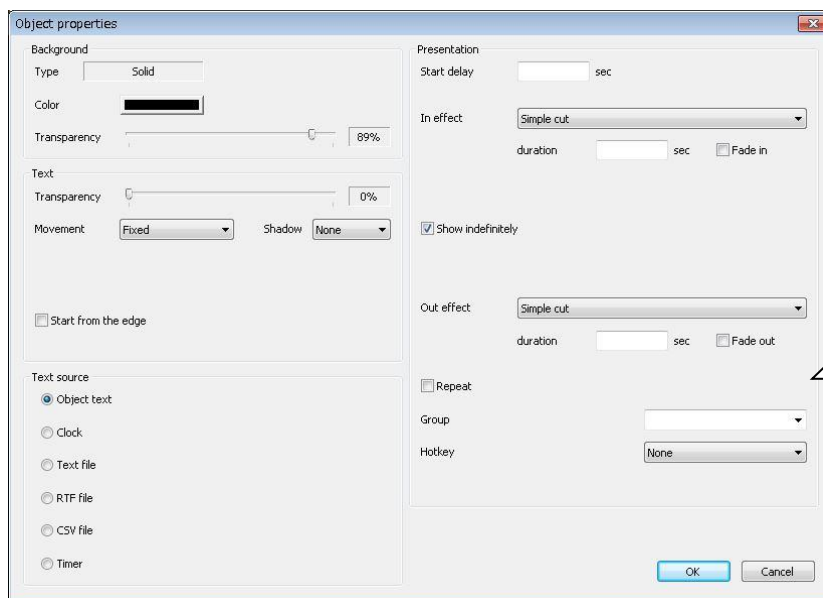 Object properties
Background
Type Solid
Color
Transparency 89%
Text
Transparency 0%
Movement Fixed Shadow None
Start from the edge
Text source
Object text
Clock
Text file
RTF file
CSV file
Timer
Presentation
Start delay sec
In effect Simple cut
duration sec Fade in
Show indefinitely
Out effect Simple cut
duration sec Fade out
Repeat
Group
Hotkey None
OK Cancel